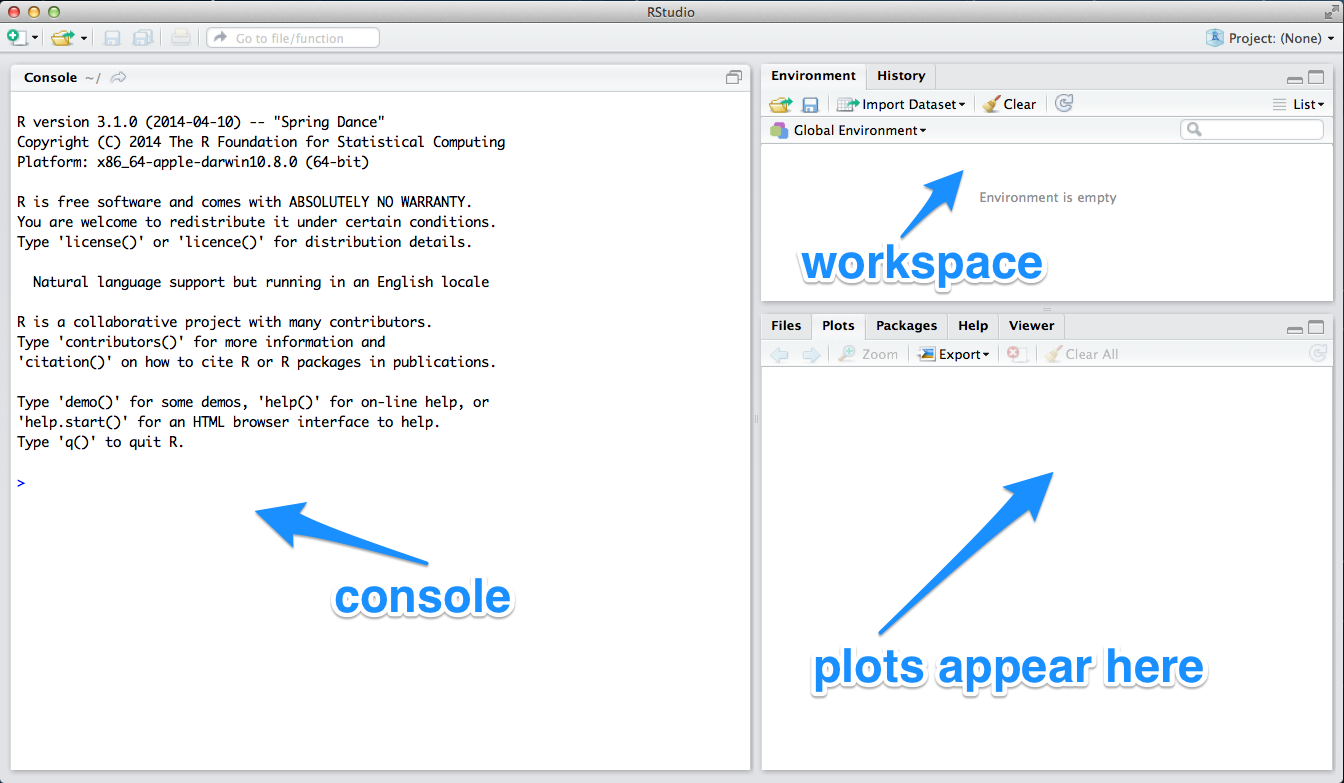 RStudio
Go to file/function
Project: (None)
Console ~/
R version 3.1.0 (2014-04-10) -- "Spring Dance"
Copyright (C) 2014 The R Foundation for Statistical Computing
Platform: x86_64-apple-darwin10.8.0 (64-bit)
R is free software and comes with ABSOLUTELY NO WARRANTY.
You are welcome to redistribute it under certain conditions.
Type 'license()' or 'licence()' for distribution details.
Natural language support but running in an English locale
R is a collaborative project with many contributors.
Type 'contributors()' for more information and
'citation()' on how to cite R or R packages in publications.
Type 'demo()' for some demos, 'help()' for on-line help, or
'help.start()' for an HTML browser interface to help.
Type 'q()' to quit R.
>
console
Environment History
Import Dataset Clear List
Global Environment
Environment is empty
workspace
Files Plots Packages Help Viewer
Zoom Export Clear All
plots appear here